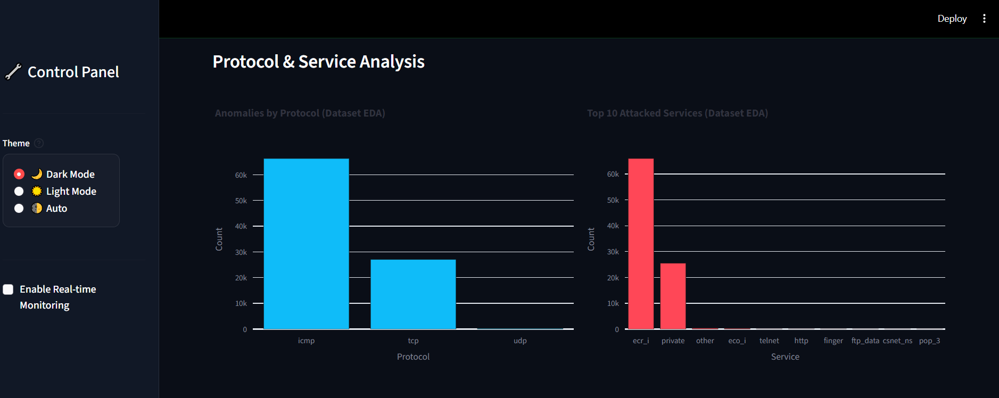 Deploy
Control Panel
Theme
Dark Mode
Light Mode
Auto
Enable Real-time
Monitoring
Protocol & Service Analysis
Anomalies by Protocol (Dataset EDA)
60k
50k
40k
30k
20k
10k
0
Count
icmp tcp udp
Protocol
Top 10 Attacked Services (Dataset EDA)
60k
50k
40k
30k
20k
10k
0
Count
ecr_i private other eco_i telnet http finger ftp_data csnet_ns pop_3
Service